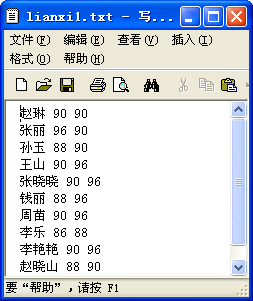 lianxi1.txt - 写...
文件(F) 编辑(E) 查看(V) 插入(I)
格式(O) 帮助(H)
赵琳 90 90
张丽 96 90
孙玉 88 90
王山 90 96
张晓晓 90 96
钱丽 88 96
周苗 90 96
李乐 86 88
李艳艳 90 96
赵晓山 88 90
要“帮助”，请按 F1